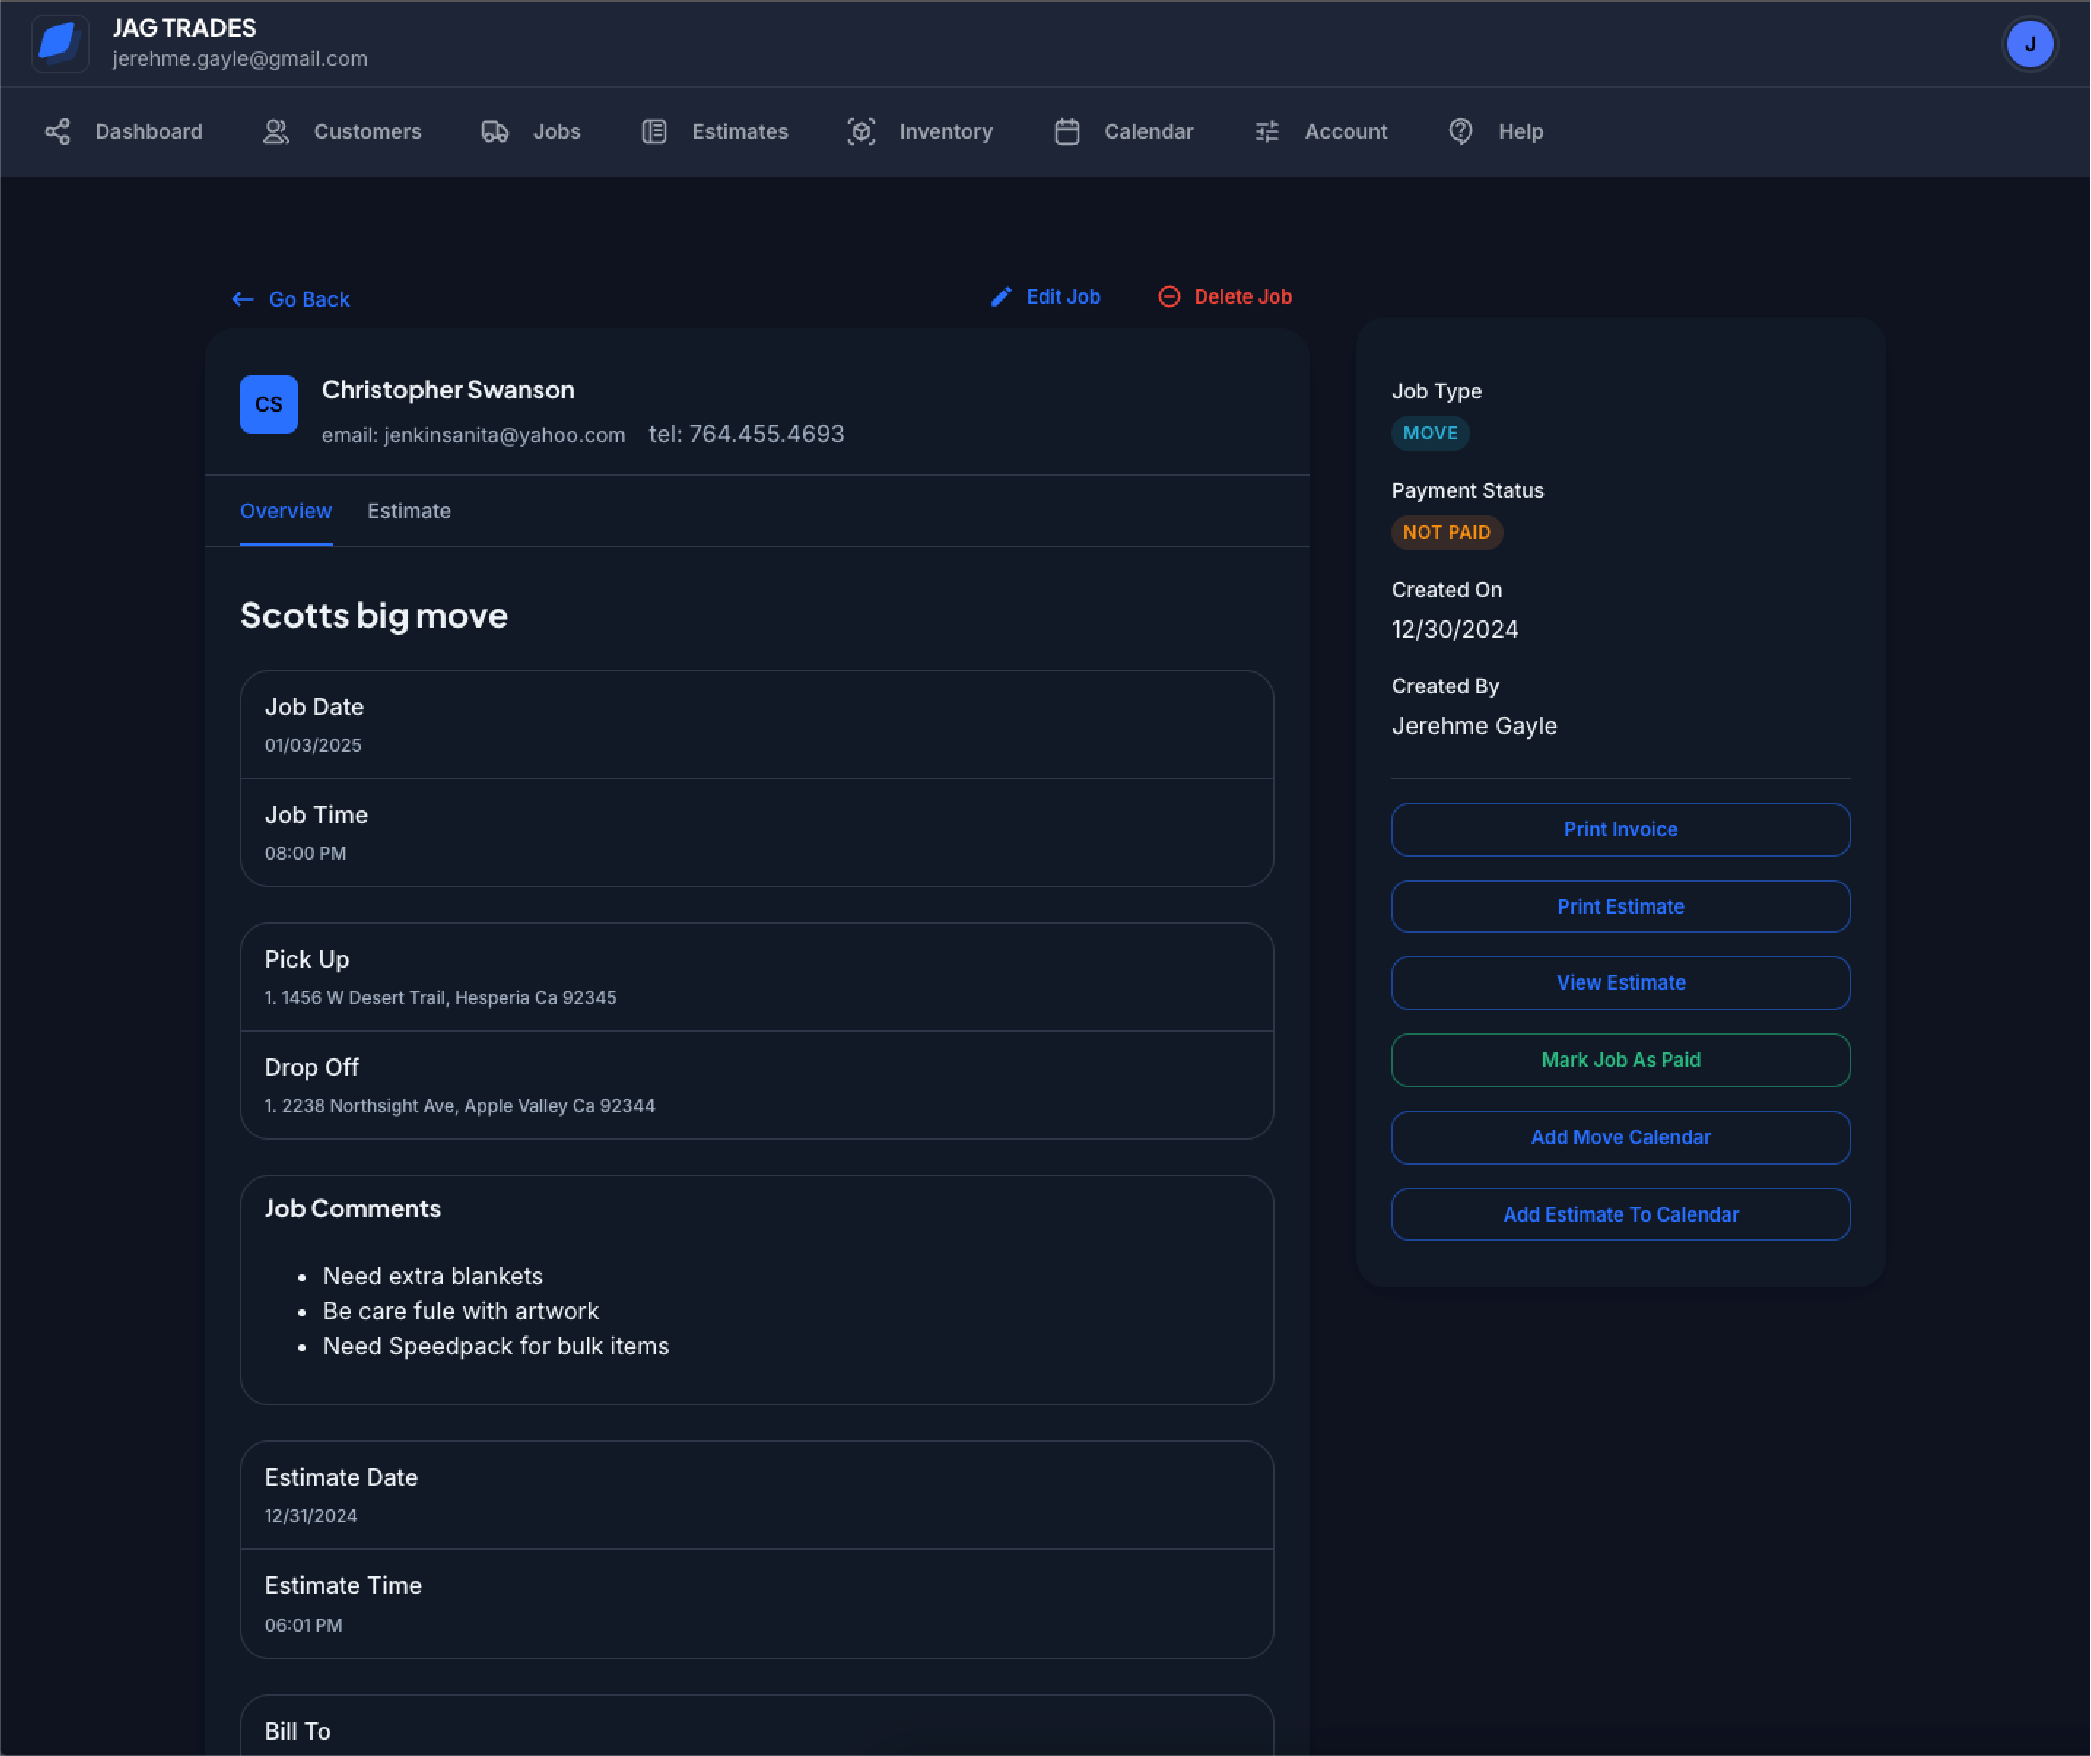 JAG TRADES
jerehme.gayle@gmail.com
J
Dashboard
Customers
Jobs
Estimates
Inventory
Calendar
Account
Help
Go Back
Edit Job
Delete Job
CS
Christopher Swanson
email: jenkinsanita@yahoo.com tel: 764.455.4693
Overview
Estimate
Scotts big move
Job Date
01/03/2025
Job Time
08:00 PM
Pick Up
1. 1456 W Desert Trail, Hesperia Ca 92345
Drop Off
1. 2238 Northsight Ave, Apple Valley Ca 92344
Job Comments
• Need extra blankets
• Be care fule with artwork
• Need Speedpack for bulk items
Estimate Date
12/31/2024
Estimate Time
06:01 PM
Bill To
Job Type
MOVE
Payment Status
NOT PAID
Created On
12/30/2024
Created By
Jerehme Gayle
Print Invoice
Print Estimate
View Estimate
Mark Job As Paid
Add Move Calendar
Add Estimate To Calendar